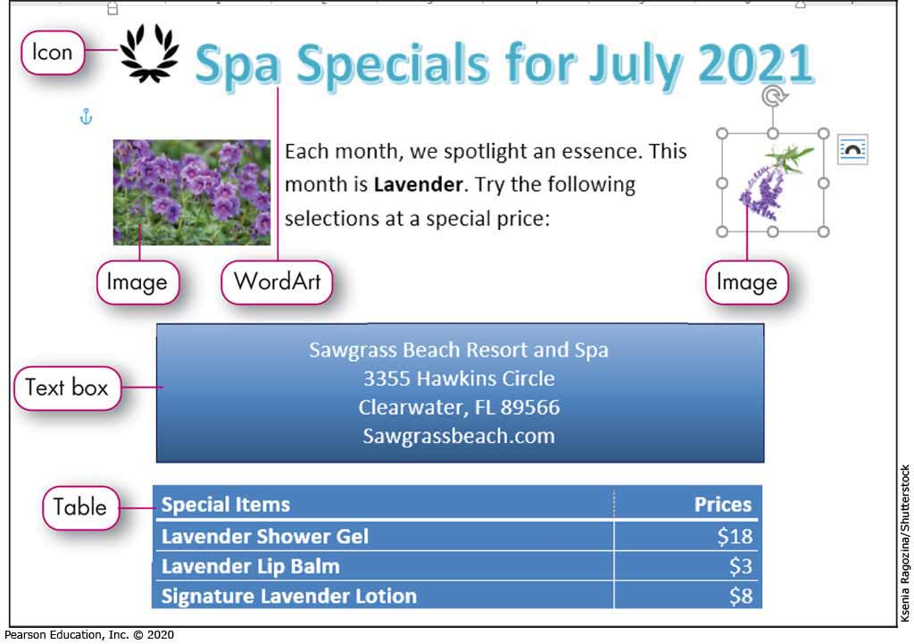 Icon
Spa Specials for July 2021
Each month, we spotlight an essence. This
month is Lavender. Try the following
selections at a special price:
Image
WordArt
Image
Text box
Sawgrass Beach Resort and Spa
3355 Hawkins Circle
Clearwater, FL 89566
Sawgrassbeach.com
Table
Special Items Prices
Lavender Shower Gel $18
Lavender Lip Balm $3
Signature Lavender Lotion $8
Ksenia Ragozina/Shutterstock
Pearson Education, Inc. © 2020